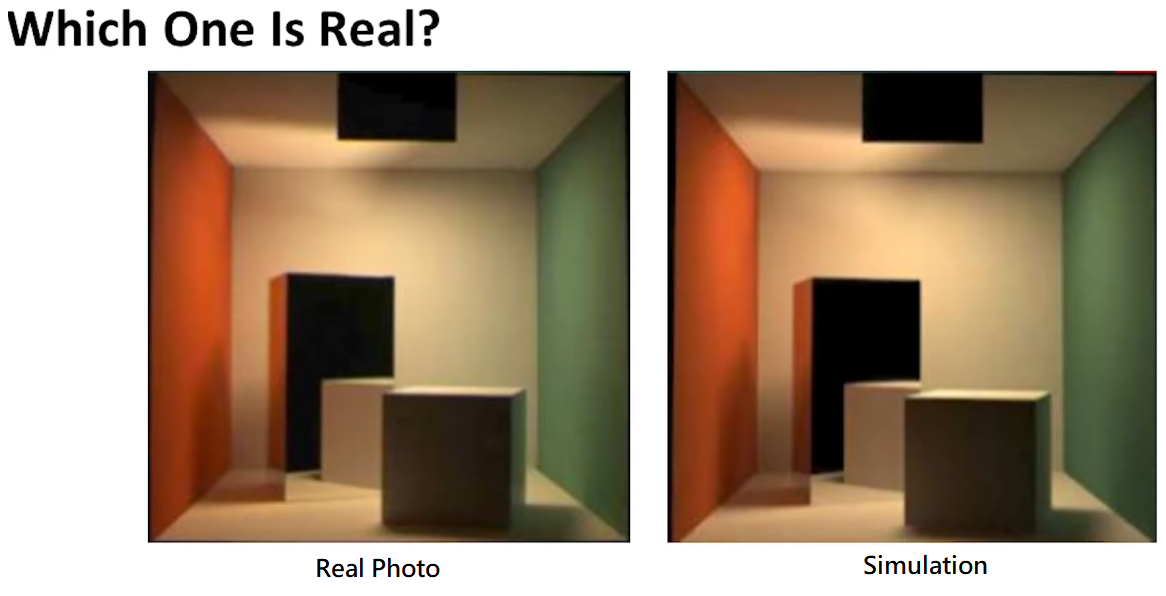 Which One Is Real?
Real Photo
Simulation